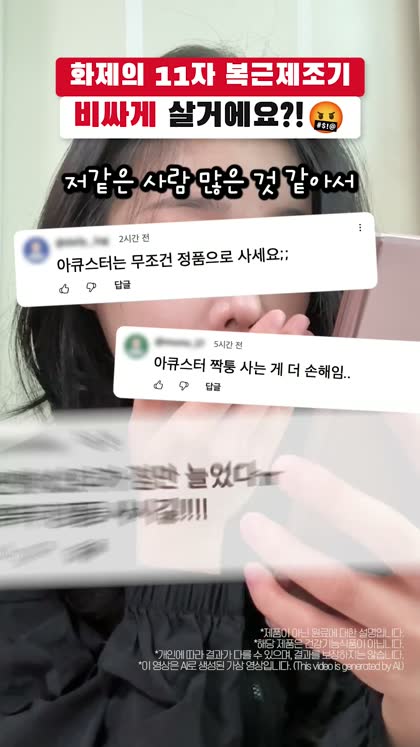 화제의 11자 복근제조기
비싸게 살거에요?!
저같은 사람 많은 것 같아서
2시간 전
아큐스터는 무조건 정품으로 사세요;;
답글
5시간 전
아큐스터 짝퉁 사는 게 더 손해임..
답글
늘었다ㅠ
!!!!
*제품이 아닌 원료에 대한 설명입니다.
*해당 제품은 건강기능식품이 아닙니다.
*개인에 따라 결과가 다를 수 있으며, 결과를 보장하지는 않습니다.
*이 영상은 AI로 생성된 가상 영상입니다. (This video is generated by AI.)